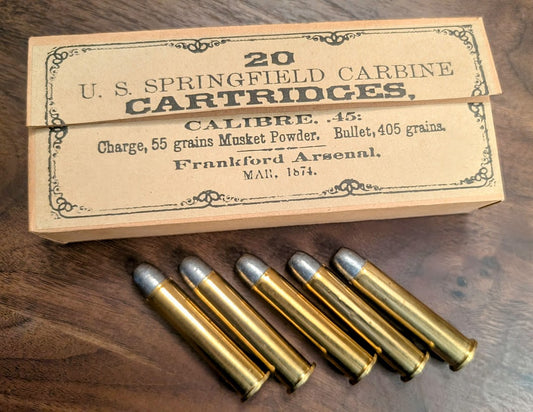 20
U. S. SPRINGFIELD CARBINE
CARTRIDGES,
CALIBRE. .45:
Charge, 55 grains Musket Powder. Bullet, 405 grains.
Frankford Arsenal.
MAR. 1874.